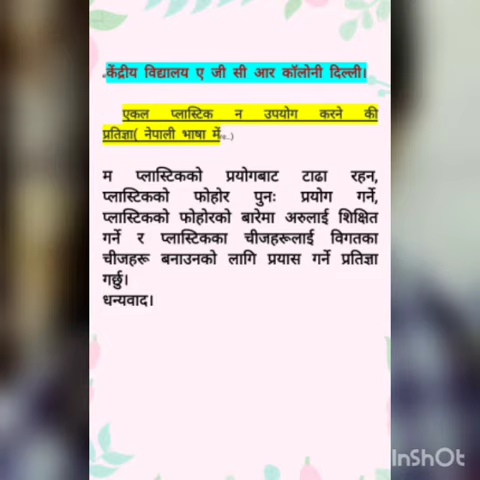 केंद्रीय विद्यालय ए जी सी आर कॉलोनी दिल्ली।
एकल प्लास्टिक न उपयोग करने की
प्रतिज्ञा( नेपाली भाषा में..)
म प्लास्टिकको प्रयोगबाट टाढा रहन,
प्लास्टिकको फोहोर पुनः प्रयोग गर्ने,
प्लास्टिकको फोहोरको बारेमा अरुलाई शिक्षित
गर्ने र प्लास्टिकका चीजहरूलाई विगतका
चीजहरू बनाउनको लागि प्रयास गर्ने प्रतिज्ञा
गर्छु।
धन्यवाद।
InShOt